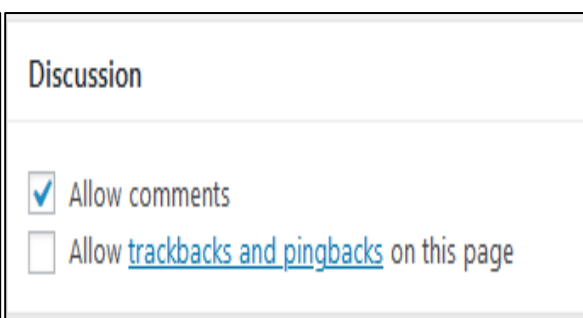 Discussion
Allow comments
Allow trackbacks and pingbacks on this page